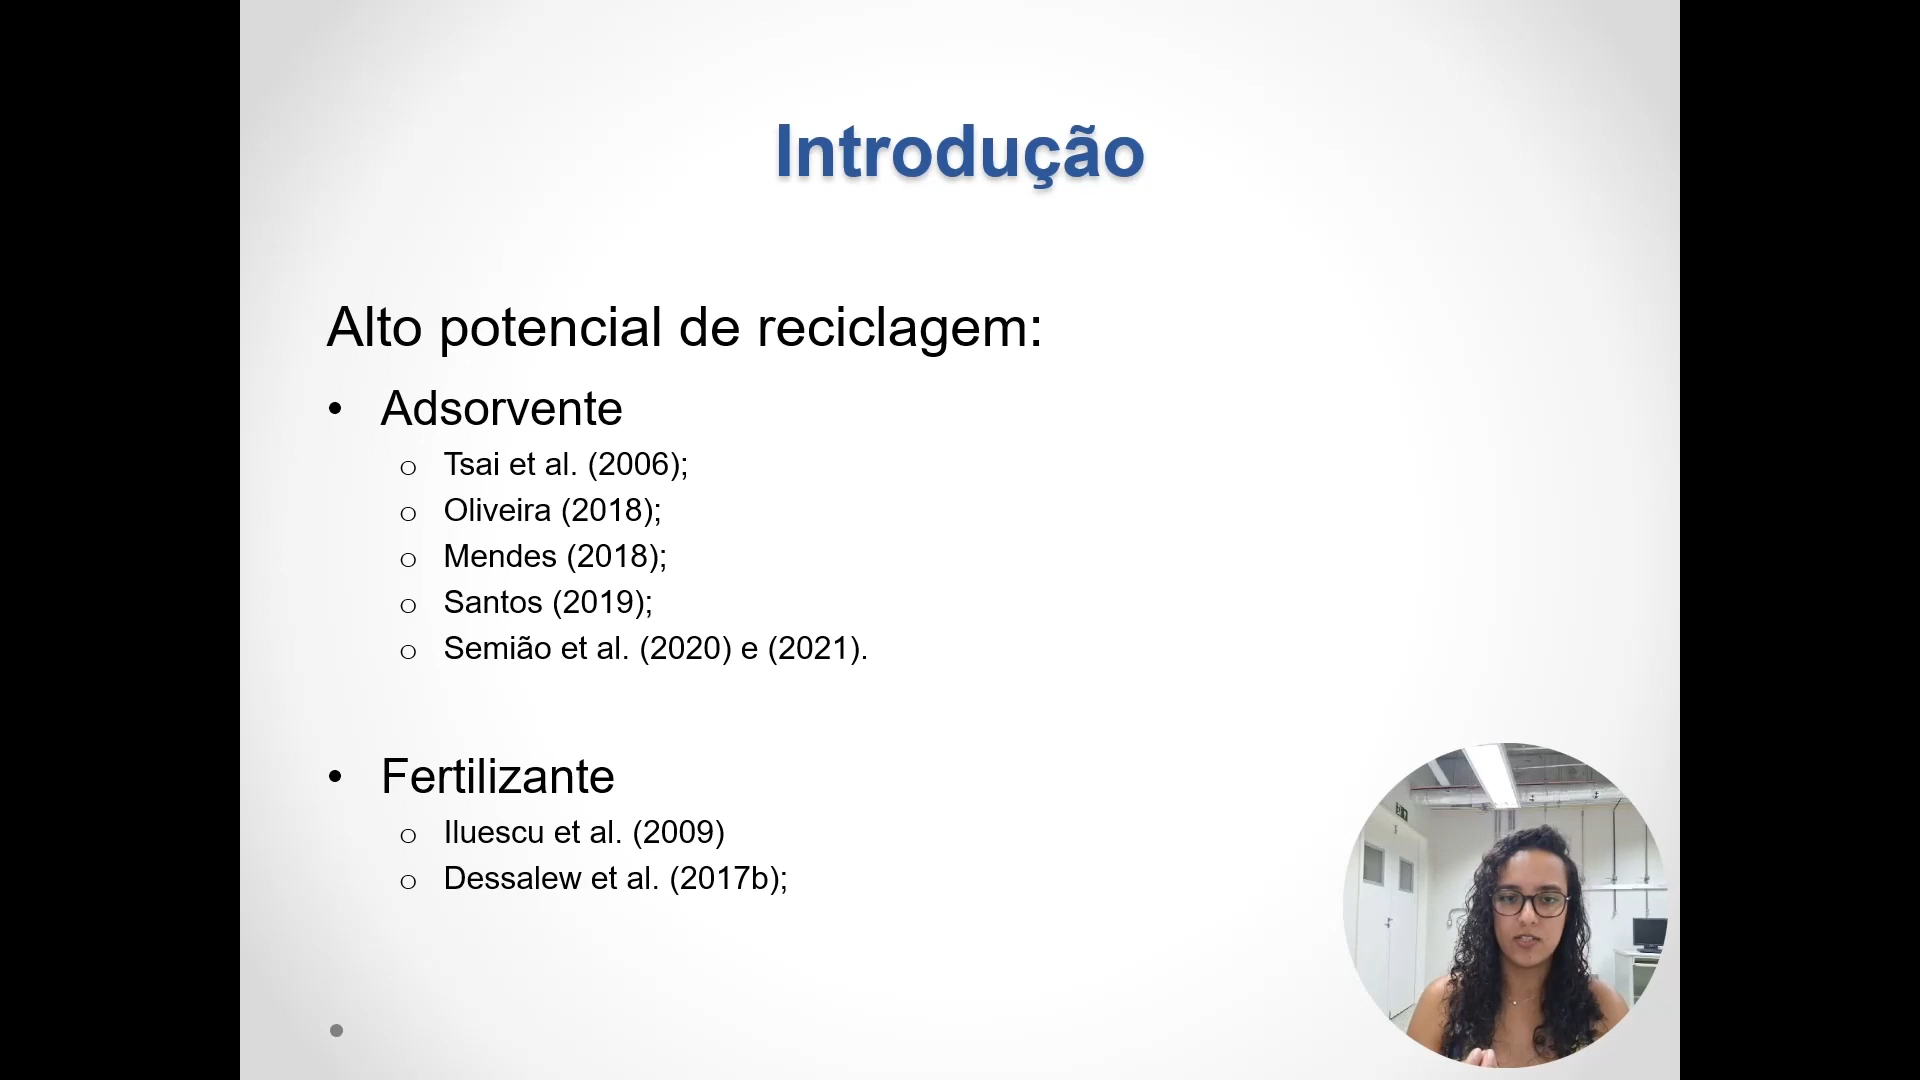 Introdução
Alto potencial de reciclagem:
• Adsorvente
o Tsai et al. (2006);
o Oliveira (2018);
o Mendes (2018);
o Santos (2019);
o Semião et al. (2020) e (2021).
• Fertilizante
o Iluescu et al. (2009)
o Dessalew et al. (2017b);